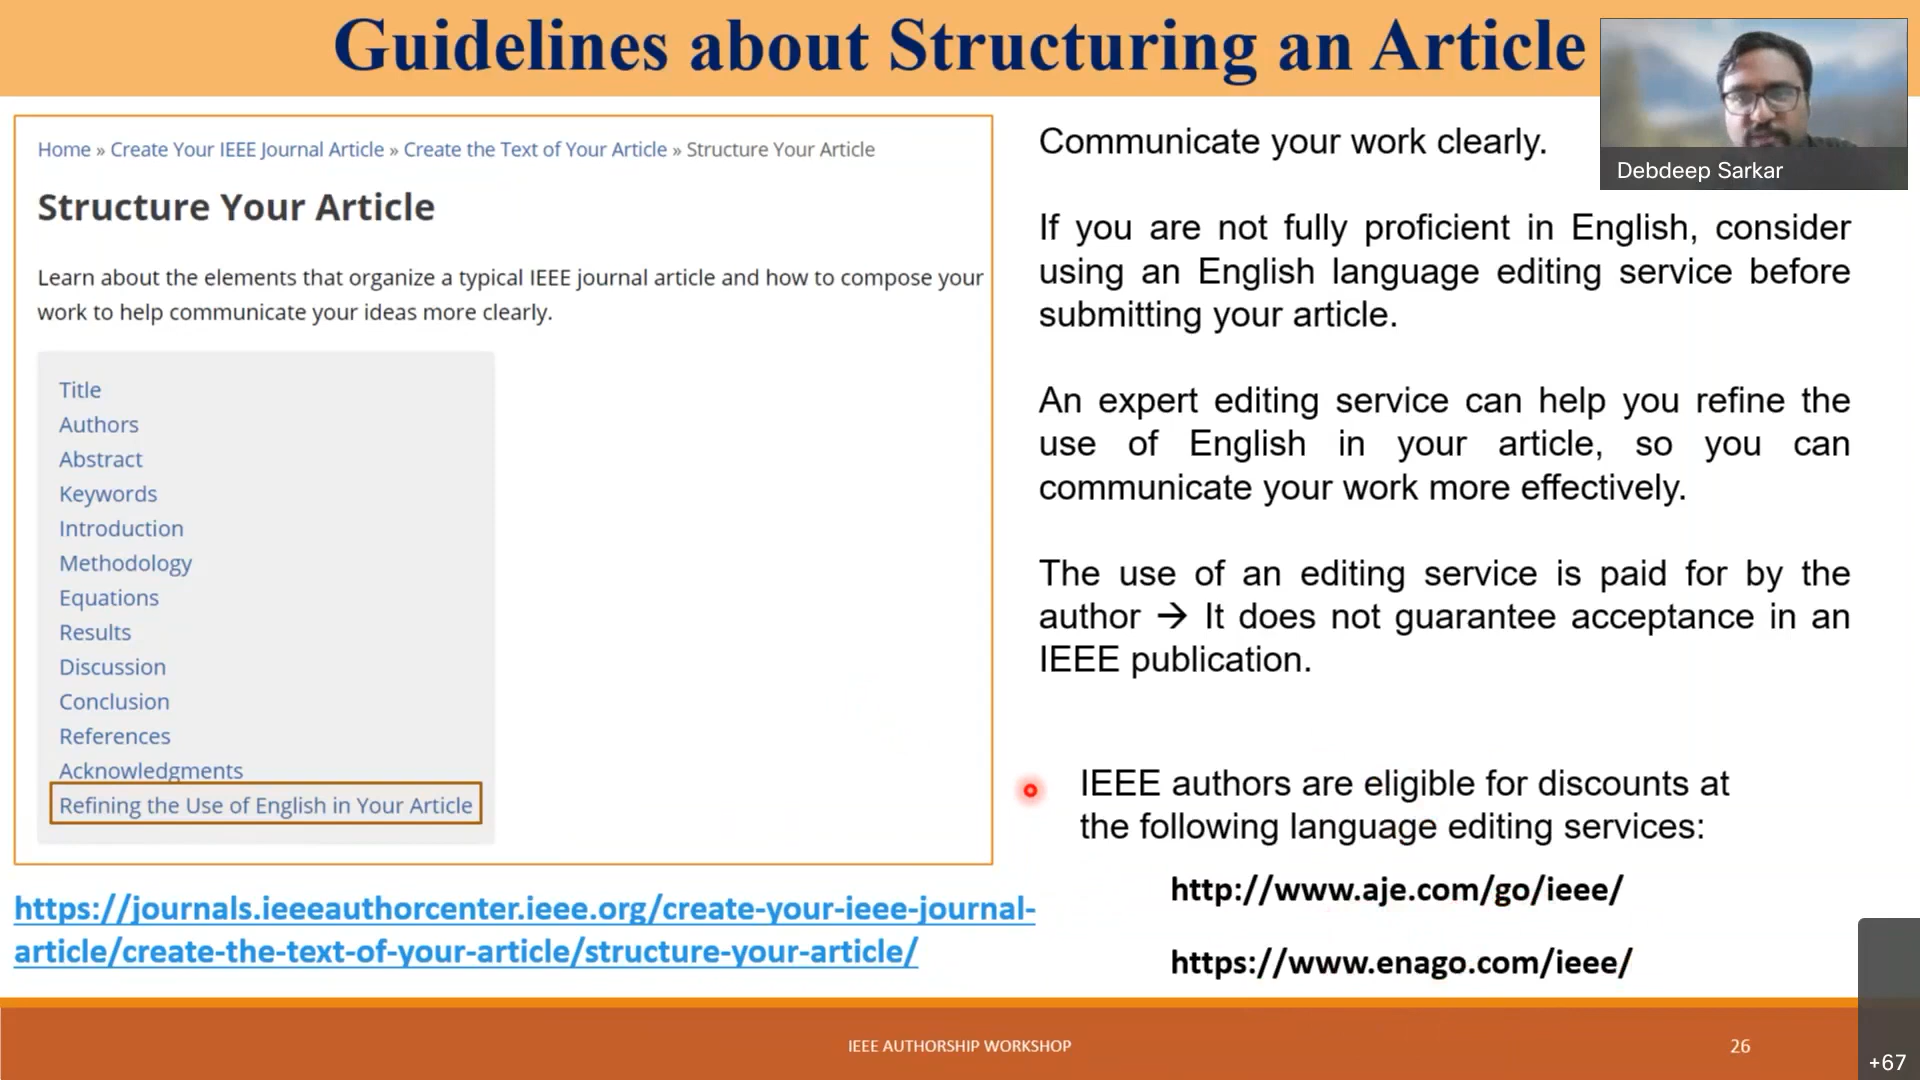 Guidelines about Structuring an Article
Debdeep Sarkar
Home » Create Your IEEE Journal Article » Create the Text of Your Article » Structure Your Article
Structure Your Article
Learn about the elements that organize a typical IEEE journal article and how to compose your
work to help communicate your ideas more clearly.
Title
Authors
Abstract
Keywords
Introduction
Methodology
Equations
Results
Discussion
Conclusion
References
Acknowledgments
Refining the Use of English in Your Article
https://journals.ieeeauthorcenter.ieee.org/create-your-ieee-journal-
article/create-the-text-of-your-article/structure-your-article/
Communicate your work clearly.
If you are not fully proficient in English, consider
using an English language editing service before
submitting your article.
An expert editing service can help you refine the
use of English in your article, so you can
communicate your work more effectively.
The use of an editing service is paid for by the
author → It does not guarantee acceptance in an
IEEE publication.
IEEE authors are eligible for discounts at
the following language editing services:
http://www.aje.com/go/ieee/
https://www.enago.com/ieee/
IEEE AUTHORSHIP WORKSHOP
26
+67